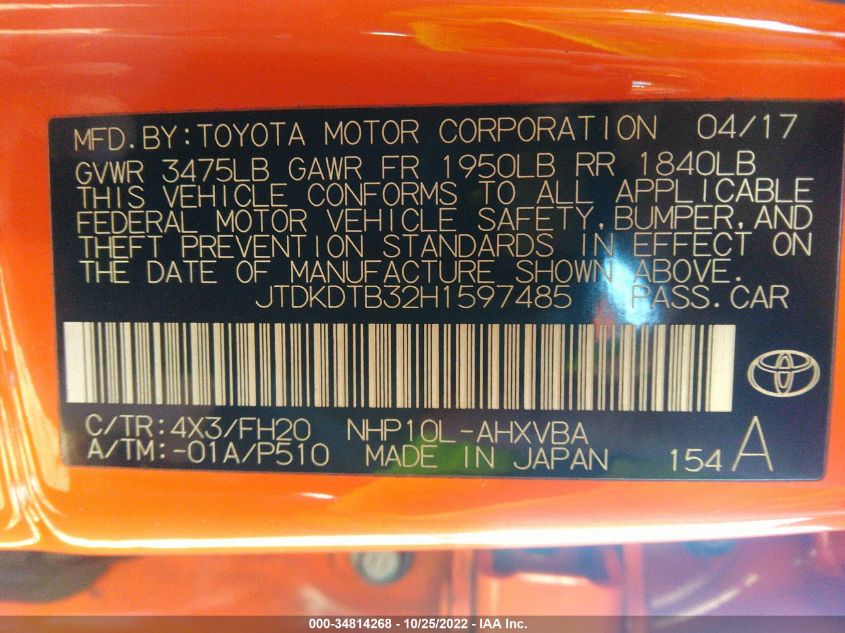 MFD.BY:TOYOTA MOTOR CORPORATION 04/17
GVWR 3475LB GAWR FR 1950LB RR 1840LB
THIS VEHICLE CONFORMS TO ALL APPLICABLE
FEDERAL MOTOR VEHICLE SAFETY,BUMPER,AND
THEFT PREVENTION STANDARDS IN EFFECT ON
THE DATE OF MANUFACTURE SHOWN ABOVE.
JTDKDTB32H1597485 PASS.CAR
C/TR:4X3/FH20 NHP10L-AHXVBA
A/TM:-01A/P510 MADE IN JAPAN 154 A
000-34814268 - 10/25/2022 - IAA Inc.